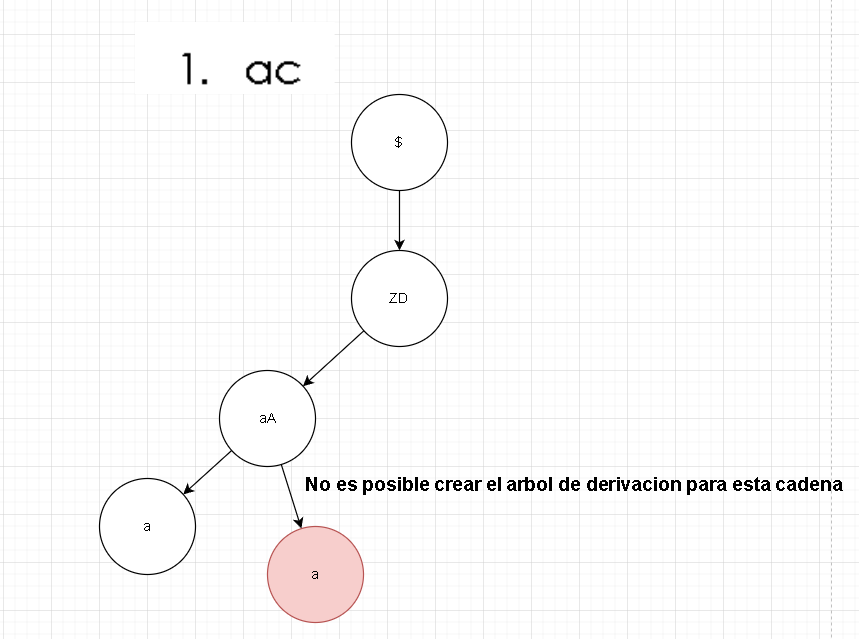 1. ac
$
ZD
aA
No es posible crear el arbol de derivacion para esta cadena
a
a